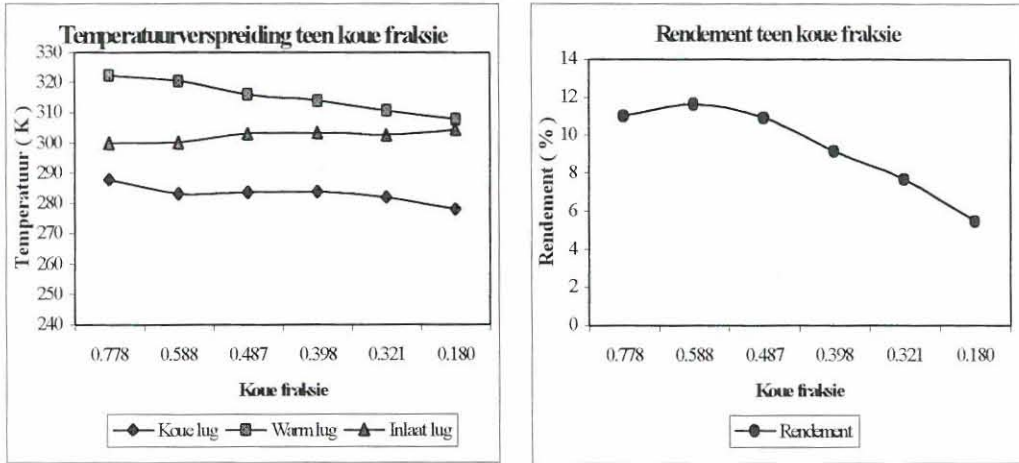 Temperatuurverspreiding teen koue fraksie
Temperatuur ( K )
330
320
310
300
290
280
270
260
250
240
0.778 0.588 0.487 0.398 0.321 0.180
Koue fraksie
Koue lug Warm lug Inlaat lug
Rendement teen koue fraksie
Rendement ( % )
14
12
10
8
6
4
2
0
0.778 0.588 0.487 0.398 0.321 0.180
Koue fraksie
Rendement